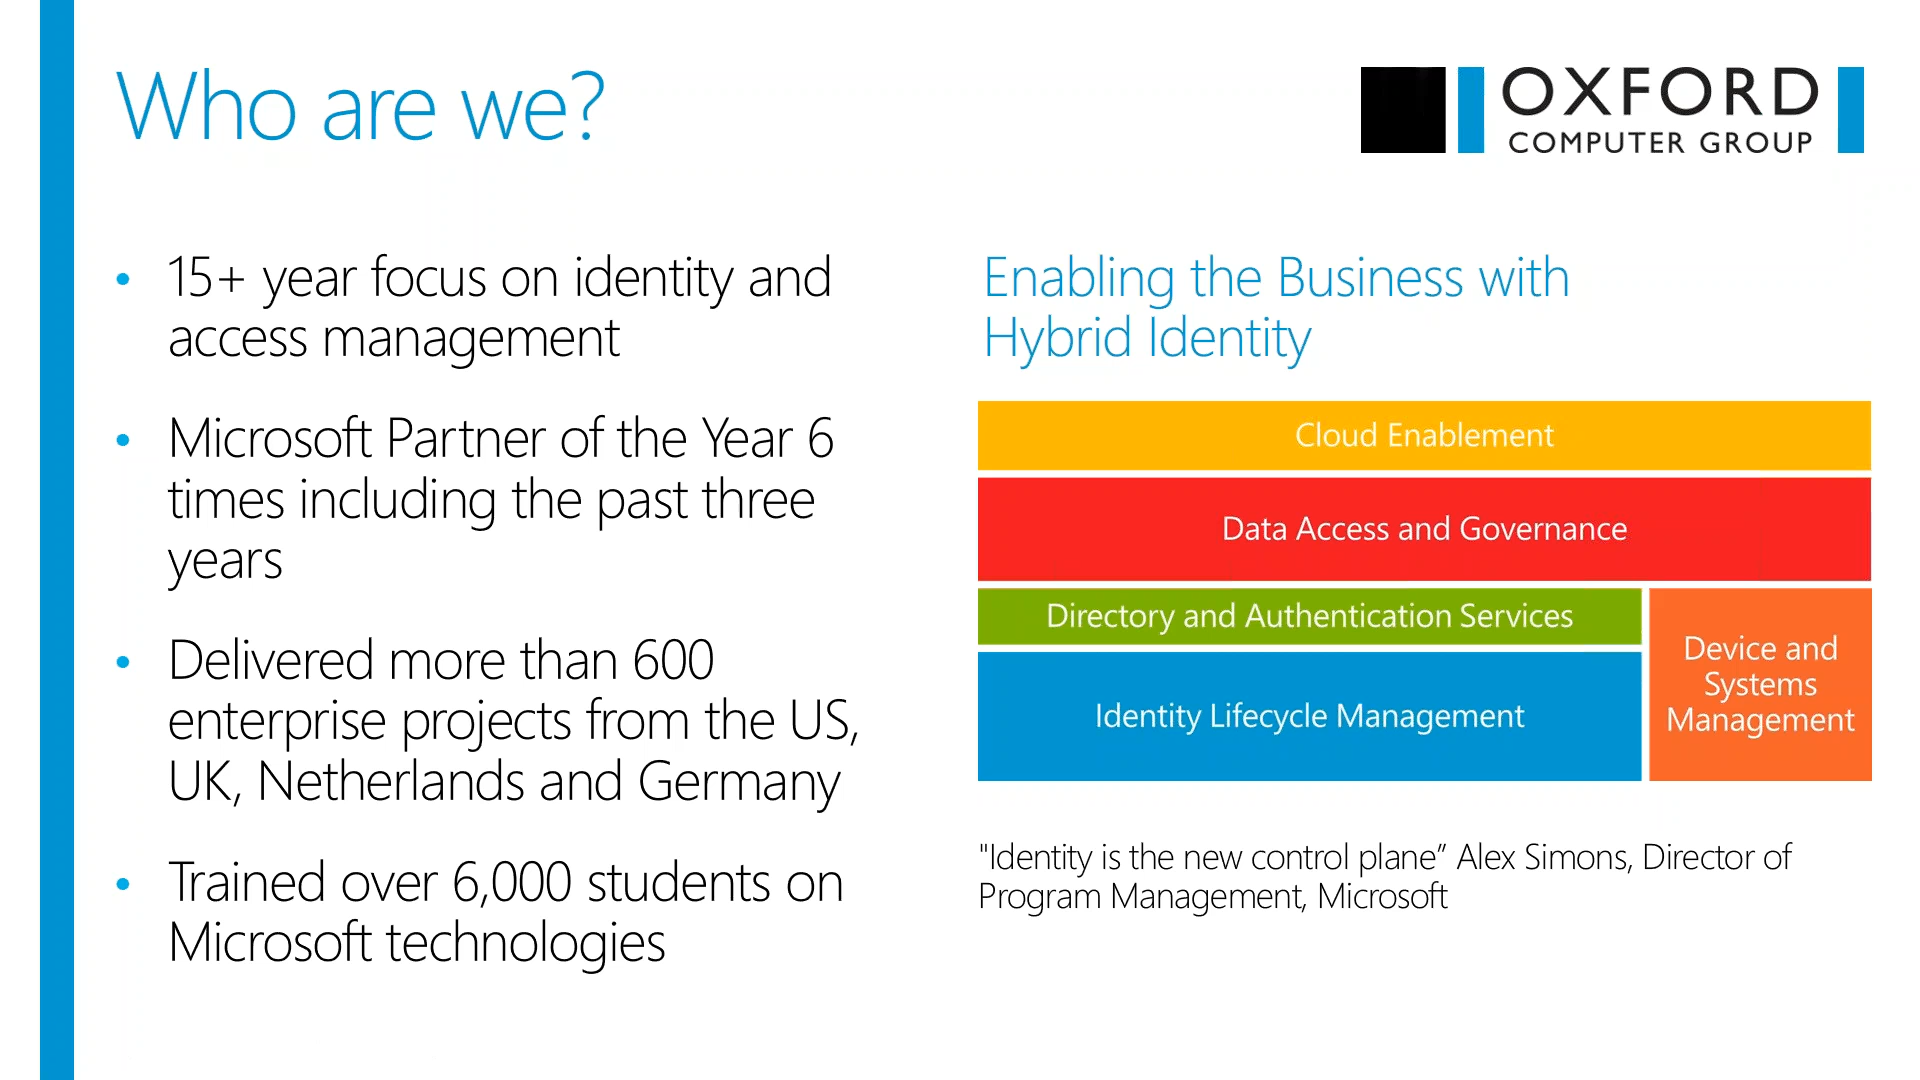 Who are we?
OXFORD
COMPUTER GROUP
• 15+ year focus on identity and
access management
• Microsoft Partner of the Year 6
times including the past three
years
• Delivered more than 600
enterprise projects from the US,
UK, Netherlands and Germany
• Trained over 6,000 students on
Microsoft technologies
Enabling the Business with
Hybrid Identity
Cloud Enablement
Data Access and Governance
Directory and Authentication Services
Identity Lifecycle Management
Device and
Systems
Management
"Identity is the new control plane” Alex Simons, Director of
Program Management, Microsoft